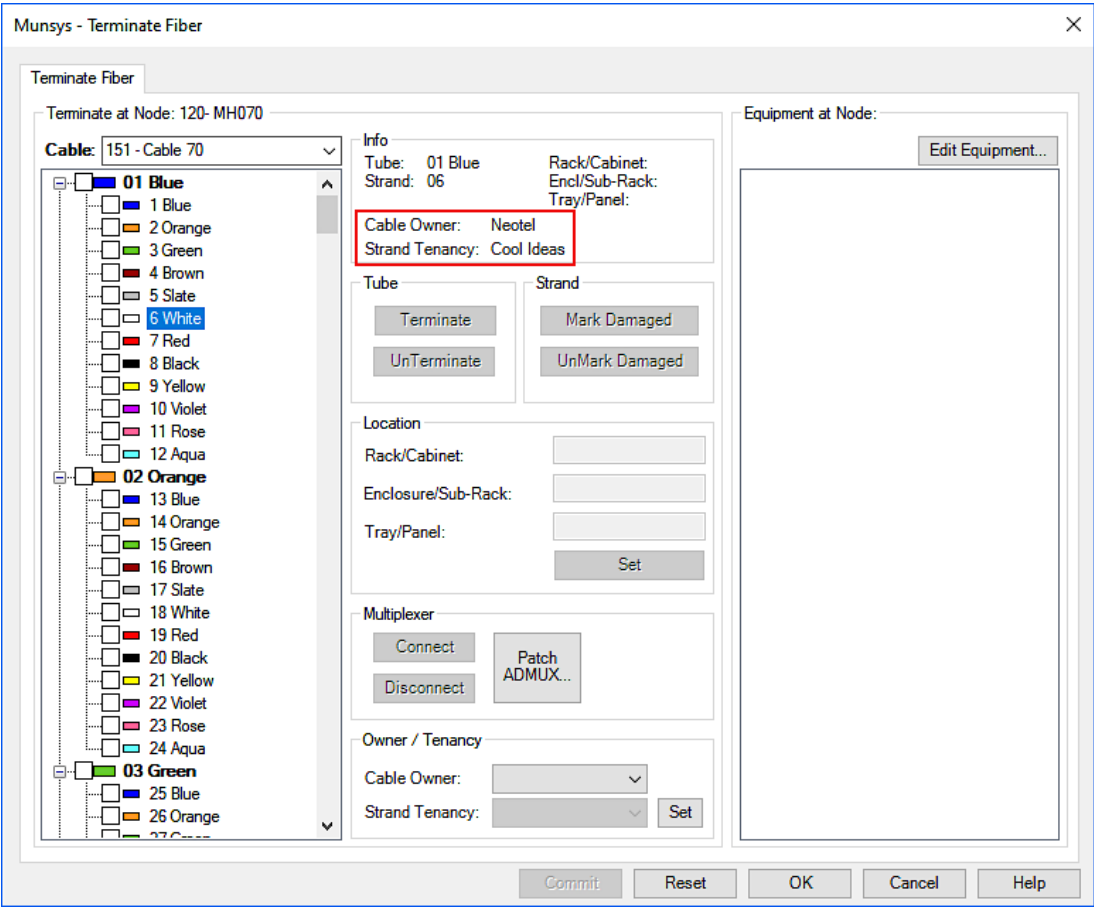 Munsys - Terminate Fiber
Terminate Fiber
Terminate at Node: 120- MH070
Cable: 151 - Cable 70
01 Blue
1 Blue
2 Orange
3 Green
4 Brown
5 Slate
6 White
7 Red
8 Black
9 Yellow
10 Violet
11 Rose
12 Aqua
02 Orange
13 Blue
14 Orange
15 Green
16 Brown
17 Slate
18 White
19 Red
20 Black
21 Yellow
22 Violet
23 Rose
24 Aqua
03 Green
25 Blue
26 Orange
27 Green
Info
Tube: 01 Blue Rack/Cabinet:
Strand: 06 Encl/Sub-Rack:
Tray/Panel:
Cable Owner: Neotel
Strand Tenancy: Cool Ideas
Tube
Terminate
UnTerminate
Strand
Mark Damaged
UnMark Damaged
Location
Rack/Cabinet:
Enclosure/Sub-Rack:
Tray/Panel:
Set
Multiplexer
Connect
Disconnect
Patch
ADMUX...
Owner / Tenancy
Cable Owner:
Strand Tenancy: Set
Equipment at Node:
Edit Equipment...
Commit Reset OK Cancel Help